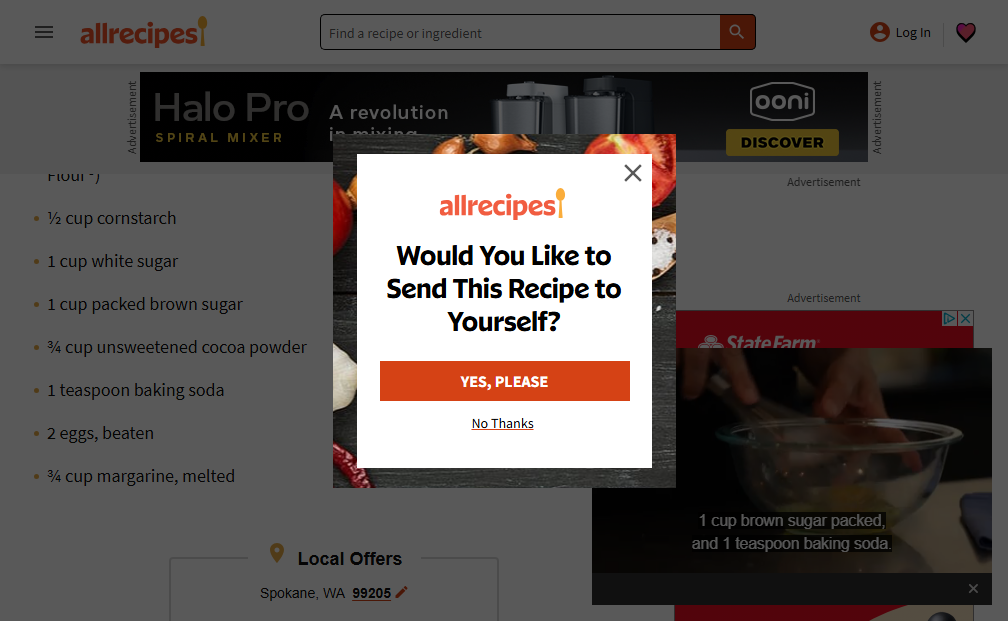 allrecipes
Find a recipe or ingredient
Log In
Advertisement
Halo Pro
SPIRAL MIXER
A revolution
in mixing
ooni
DISCOVER
Advertisement
Flour ®)
½ cup cornstarch
1 cup white sugar
1 cup packed brown sugar
¾ cup unsweetened cocoa powder
1 teaspoon baking soda
2 eggs, beaten
¾ cup margarine, melted
allrecipes
Would You Like to
Send This Recipe to
Yourself?
YES, PLEASE
No Thanks
Advertisement
Advertisement
State Farm
1 cup brown sugar packed,
and 1 teaspoon baking soda.
Local Offers
Spokane, WA 99205